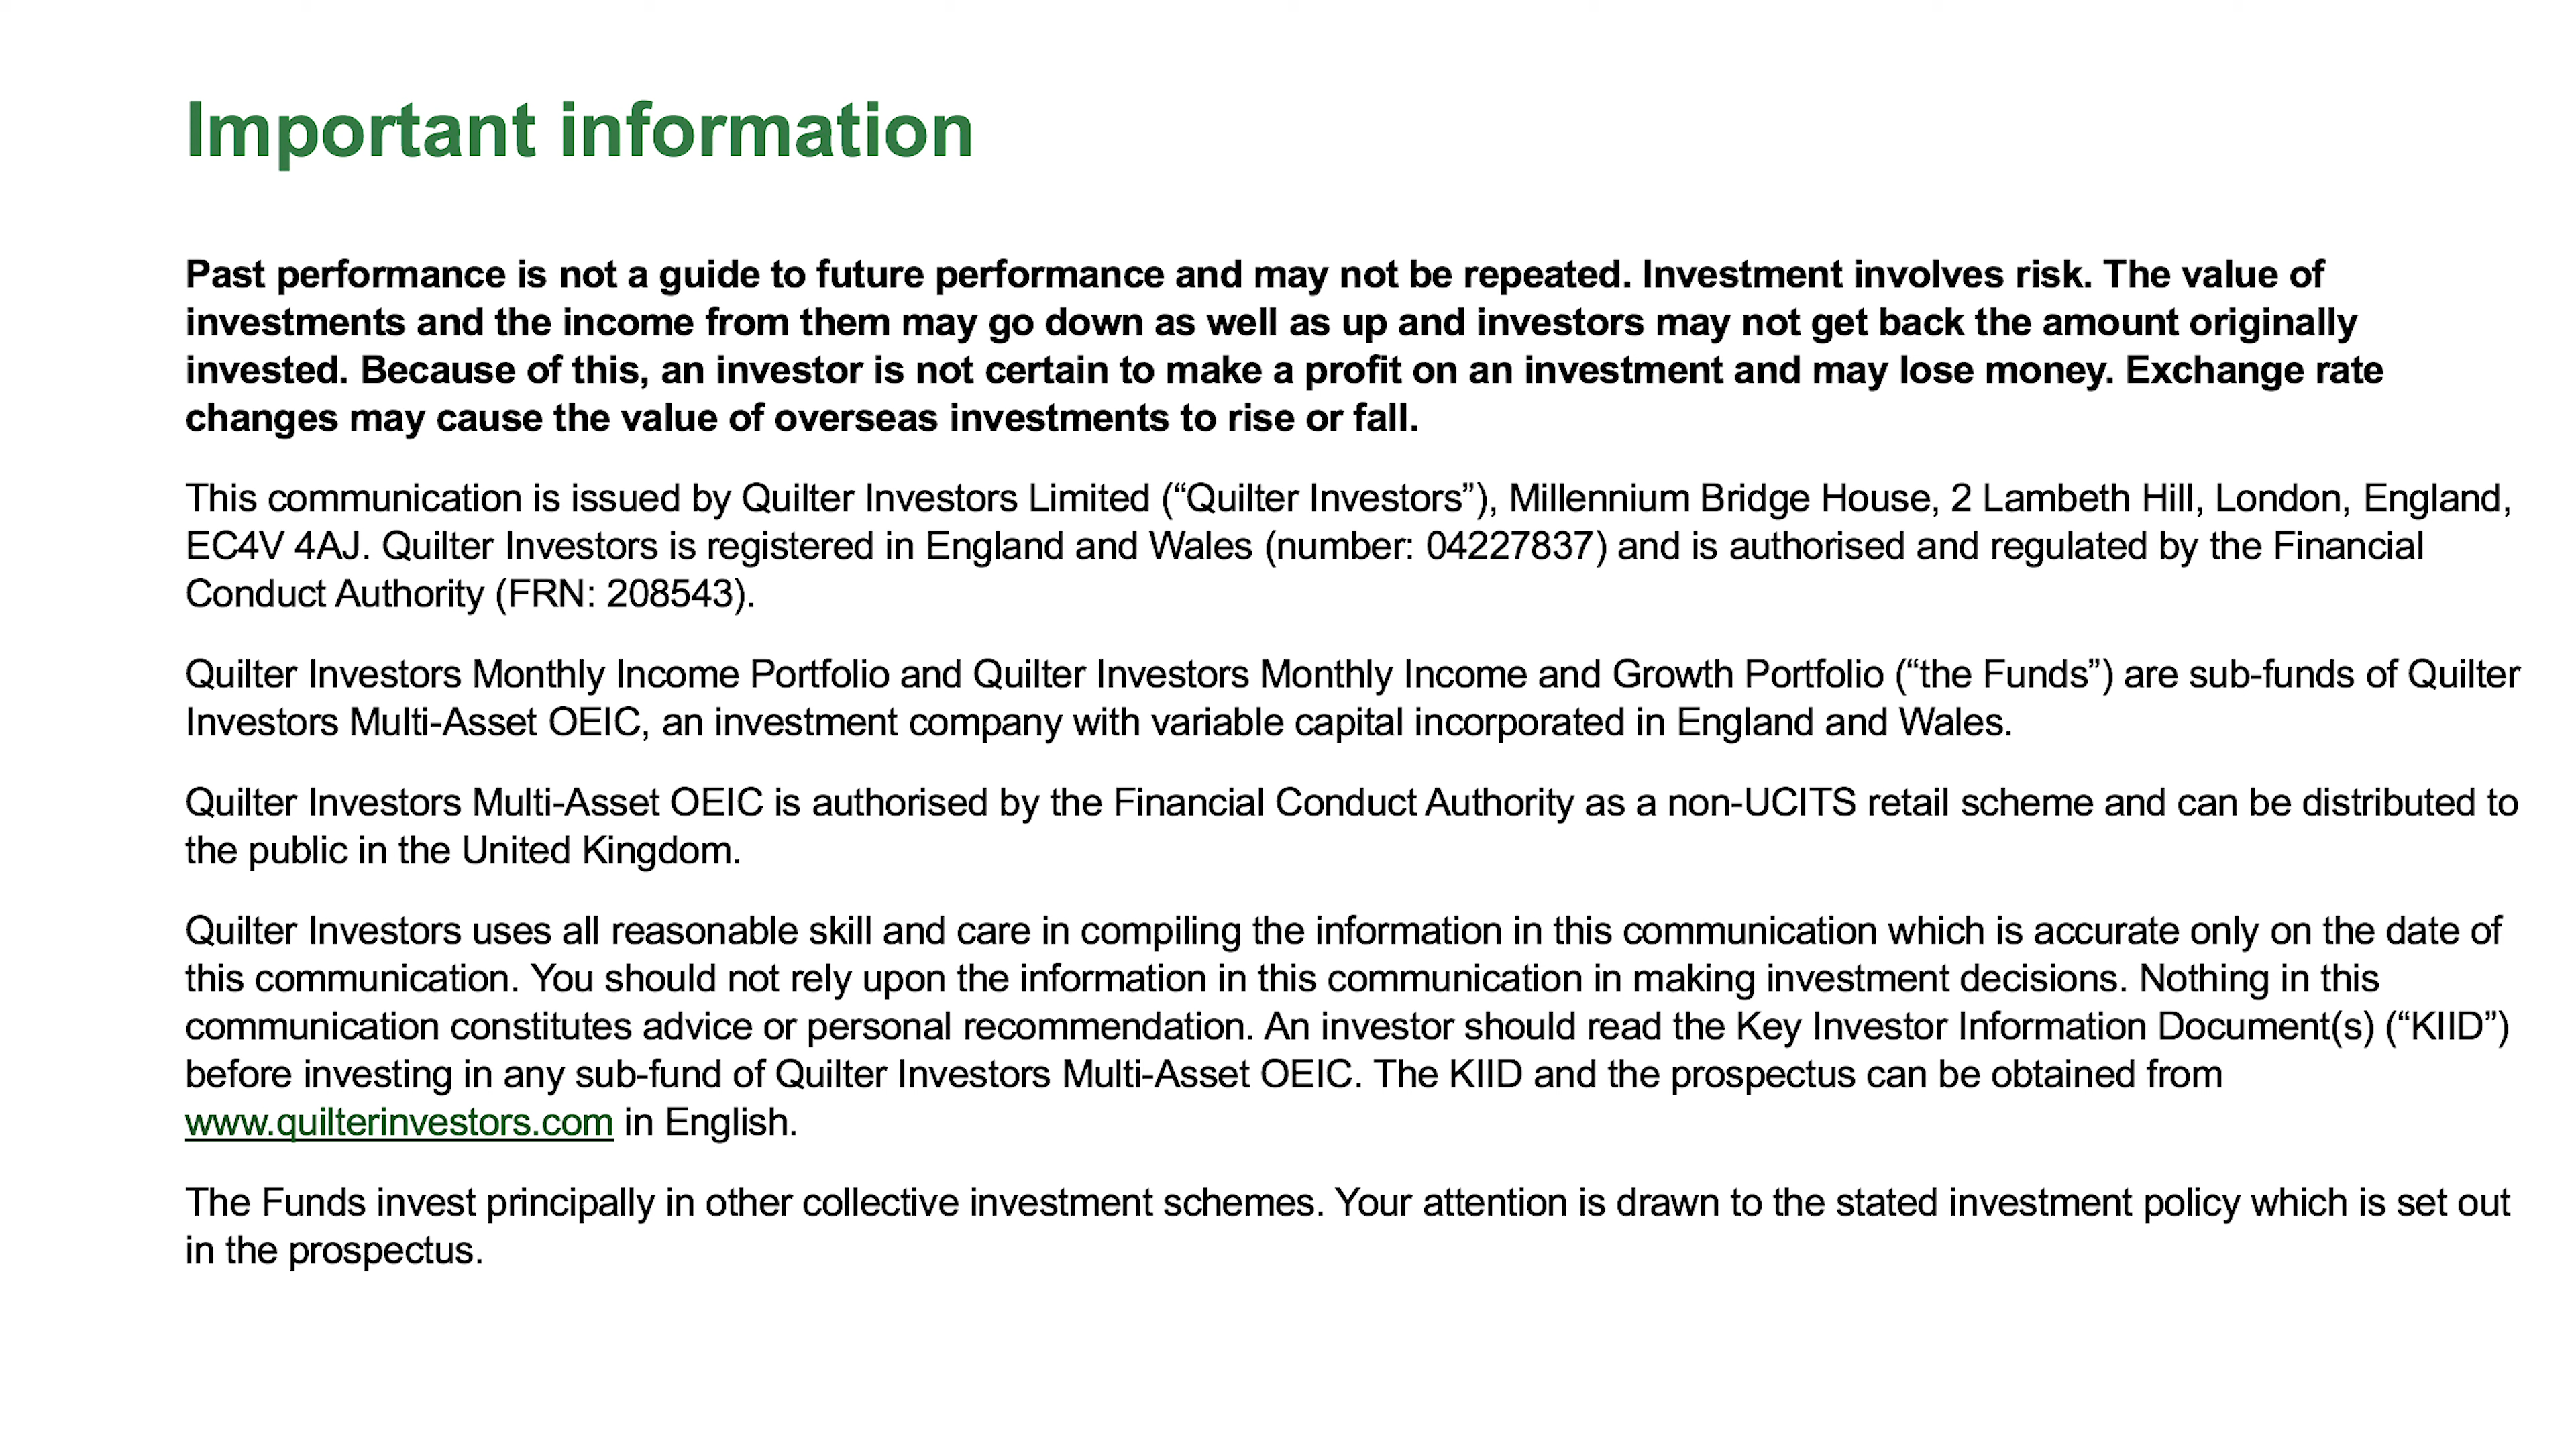 Important information
Past performance is not a guide to future performance and may not be repeated. Investment involves risk. The value of
investments and the income from them may go down as well as up and investors may not get back the amount originally
invested. Because of this, an investor is not certain to make a profit on an investment and may lose money. Exchange rate
changes may cause the value of overseas investments to rise or fall.
This communication is issued by Quilter Investors Limited (“Quilter Investors”), Millennium Bridge House, 2 Lambeth Hill, London, England,
EC4V 4AJ. Quilter Investors is registered in England and Wales (number: 04227837) and is authorised and regulated by the Financial
Conduct Authority (FRN: 208543).
Quilter Investors Monthly Income Portfolio and Quilter Investors Monthly Income and Growth Portfolio (“the Funds”) are sub-funds of Quilter
Investors Multi-Asset OEIC, an investment company with variable capital incorporated in England and Wales.
Quilter Investors Multi-Asset OEIC is authorised by the Financial Conduct Authority as a non-UCITS retail scheme and can be distributed to
the public in the United Kingdom.
Quilter Investors uses all reasonable skill and care in compiling the information in this communication which is accurate only on the date of
this communication. You should not rely upon the information in this communication in making investment decisions. Nothing in this
communication constitutes advice or personal recommendation. An investor should read the Key Investor Information Document(s) (“KIID”)
before investing in any sub-fund of Quilter Investors Multi-Asset OEIC. The KIID and the prospectus can be obtained from
www.quilterinvestors.com in English.
The Funds invest principally in other collective investment schemes. Your attention is drawn to the stated investment policy which is set out
in the prospectus.